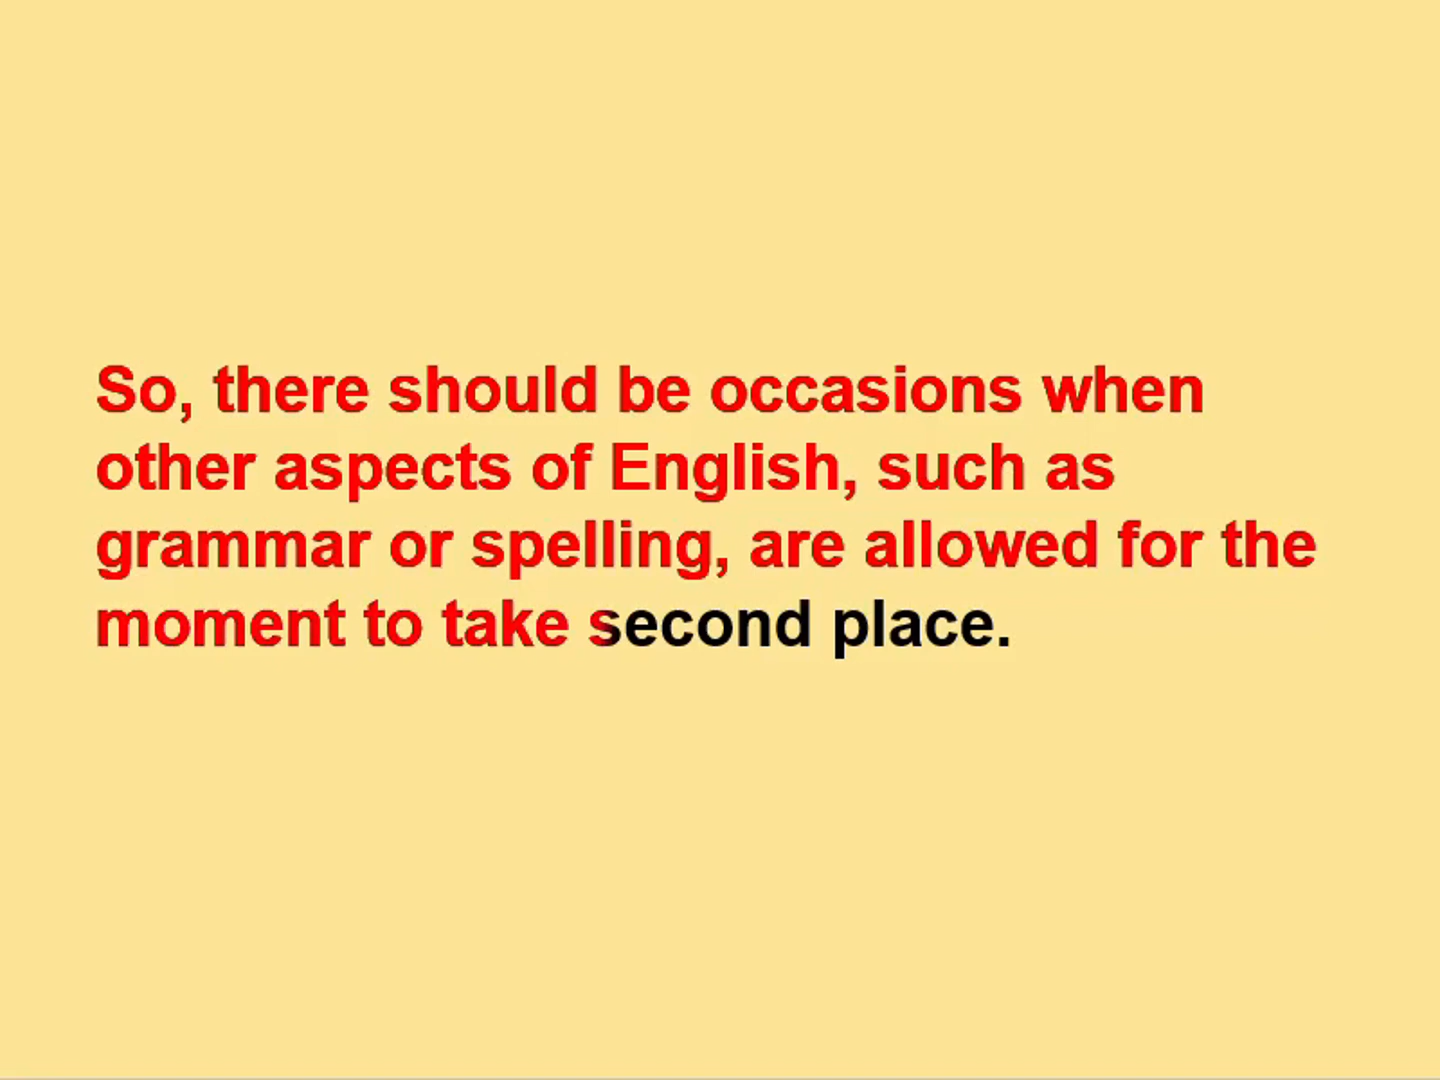 So, there should be occasions when
other aspects of English, such as
grammar or spelling, are allowed for the
moment to take second place.